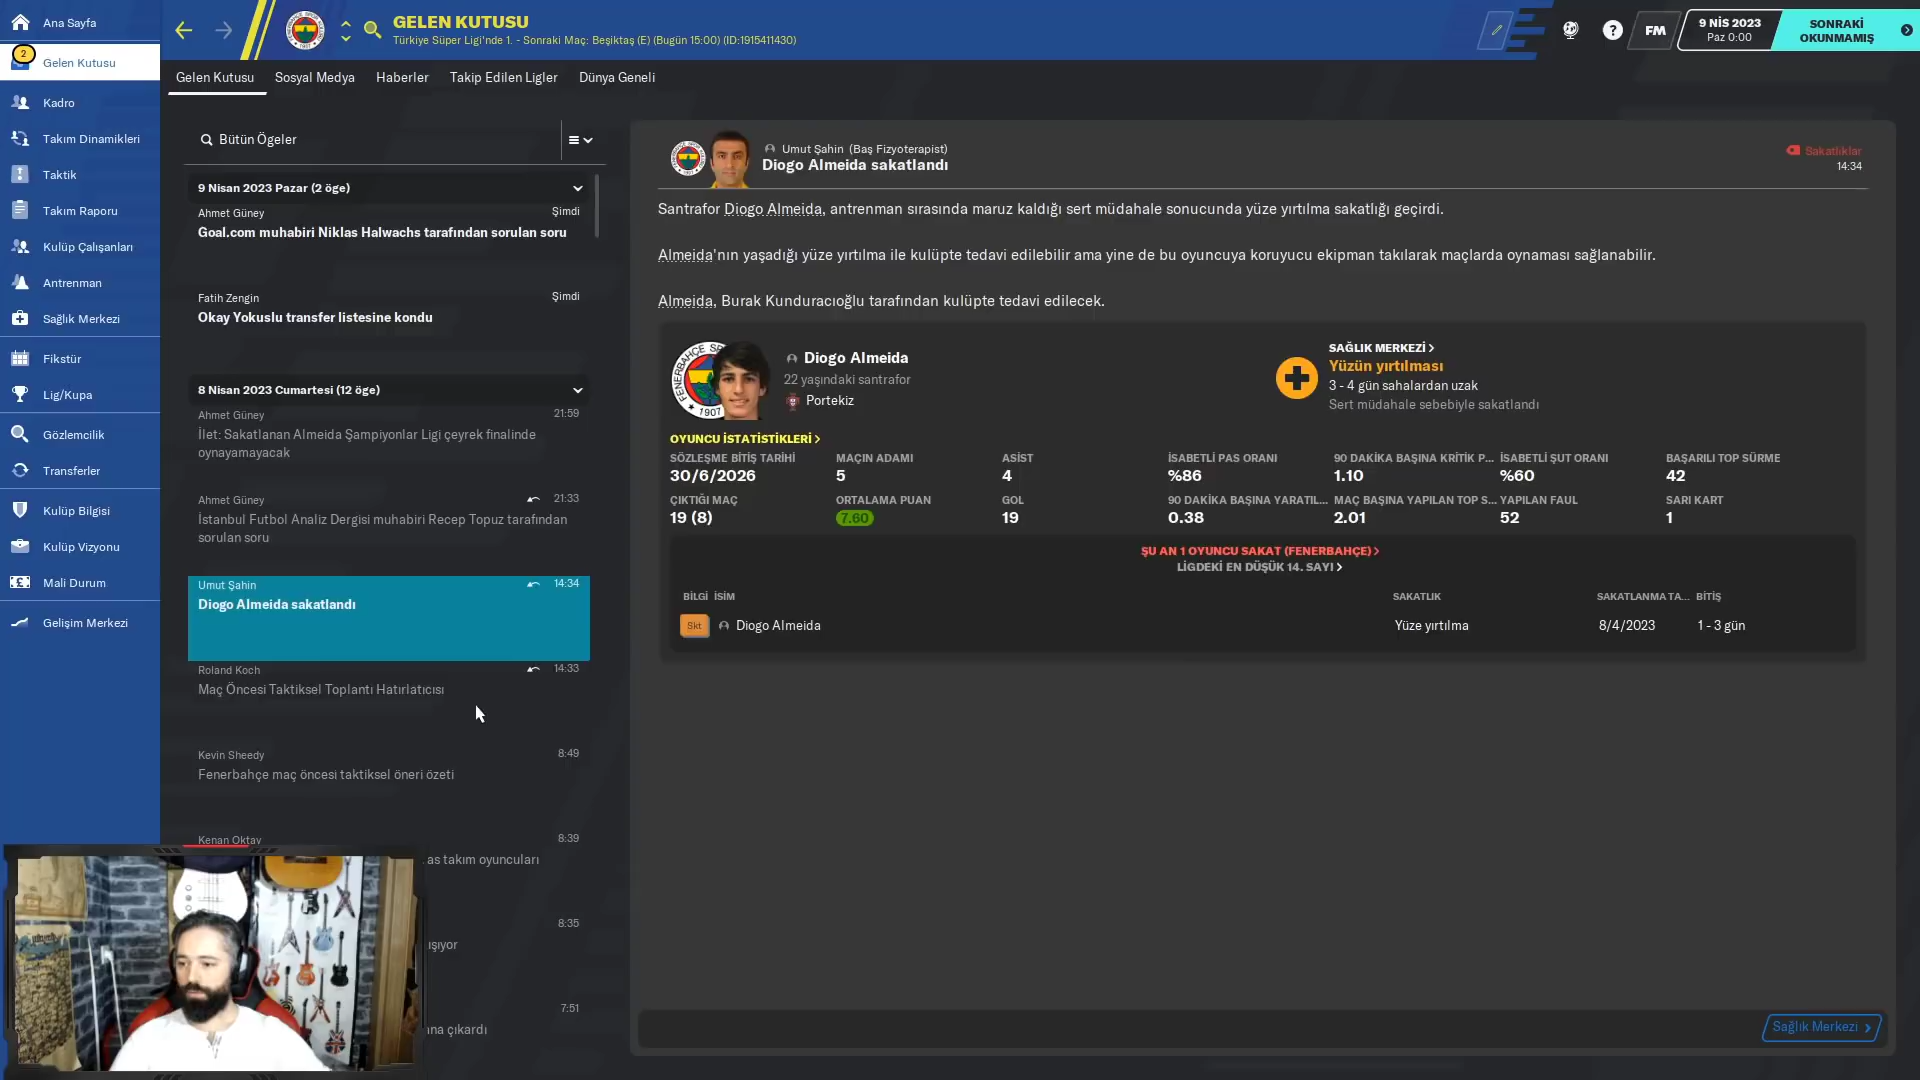 Ana Sayfa
2
Gelen Kutusu
Kadro
Takım Dinamikleri
Taktik
Takım Raporu
Kulüp Çalışanları
Antrenman
Sağlık Merkezi
Fikstür
Lig/Kupa
Gözlemcilik
Transferler
Kulüp Bilgisi
Kulüp Vizyonu
Mali Durum
Gelişim Merkezi
GELEN KUTUSU
Türkiye Süper Ligi'nde 1. - Sonraki Maç: Beşiktaş (E) (Bugün 15:00) (ID:1915411430)
FM
9 NİS 2023
Paz 0:00
SONRAKİ
OKUNMAMIŞ
Gelen Kutusu
Sosyal Medya
Haberler
Takip Edilen Ligler
Dünya Geneli
Bütün Ögeler
9 Nisan 2023 Pazar (2 öge)
Ahmet Güney
Şimdi
Goal.com muhabiri Niklas Halwachs tarafından sorulan soru
Fatih Zengin
Şimdi
Okay Yokuslu transfer listesine kondu
8 Nisan 2023 Cumartesi (12 öge)
Ahmet Güney
21:59
İlet: Sakatlanan Almeida Şampiyonlar Ligi çeyrek finalinde
oynayamayacak
Ahmet Güney
21:33
İstanbul Futbol Analiz Dergisi muhabiri Recep Topuz tarafından
sorulan soru
Umut Şahin
14:34
Diogo Almeida sakatlandı
Roland Koch
14:33
Maç Öncesi Taktiksel Toplantı Hatırlatıcısı
Kevin Sheedy
8:49
Fenerbahçe maç öncesi taktiksel öneri özeti
Kenan Oktay
8:39
as takım oyuncuları
8:35
ışıyor
7:51
ana çıkardı
Umut Şahin (Baş Fizyoterapist)
Diogo Almeida sakatlandı
Sakatlıklar
14:34
Santrafor Diogo Almeida, antrenman sırasında maruz kaldığı sert müdahale sonucunda yüze yırtılma sakatlığı geçirdi.
Almeida'nın yaşadığı yüze yırtılma ile kulüpte tedavi edilebilir ama yine de bu oyuncuya koruyucu ekipman takılarak maçlarda oynaması sağlanabilir.
Almeida, Burak Kunduracıoğlu tarafından kulüpte tedavi edilecek.
Diogo Almeida
22 yaşındaki santrafor
Portekiz
SAĞLIK MERKEZİ
Yüzün yırtılması
3 - 4 gün sahalardan uzak
Sert müdahale sebebiyle sakatlandı
OYUNCU İSTATİSTİKLERİ
SÖZLEŞME BİTİŞ TARİHİ
MAÇIN ADAMI
ASİST
İSABETLİ PAS ORANI
90 DAKİKA BAŞINA KRİTİK P...
İSABETLİ ŞUT ORANI
BAŞARILI TOP SÜRME
30/6/2026
5
4
%86
1.10
%60
42
ÇIKTIĞI MAÇ
ORTALAMA PUAN
GOL
90 DAKİKA BAŞINA YARATIL...
MAÇ BAŞINA YAPILAN TOP S...
YAPILAN FAUL
SARI KART
19 (8)
7.60
19
0.38
2.01
52
1
ŞU AN 1 OYUNCU SAKAT (FENERBAHÇE)
LİGDEKİ EN DÜŞÜK 14. SAYI
BİLGİ
İSİM
SAKATLIK
SAKATLANMA TA...
BİTİŞ
Skt
Diogo Almeida
Yüze yırtılma
8/4/2023
1 - 3 gün
Sağlık Merkezi